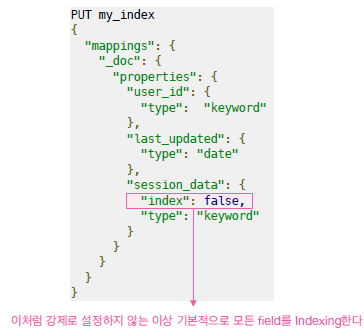 PUT my_index
{
  "mappings": {
    "_doc": {
      "properties": {
        "user_id": {
          "type":  "keyword"
        },
        "last_updated": {
          "type": "date"
        },
        "session_data": {
          "index": false,
          "type": "keyword"
        }
      }
    }
  }
}
이처럼 강제로 설정하지 않는 이상 기본적으로 모든 field를 Indexing한다